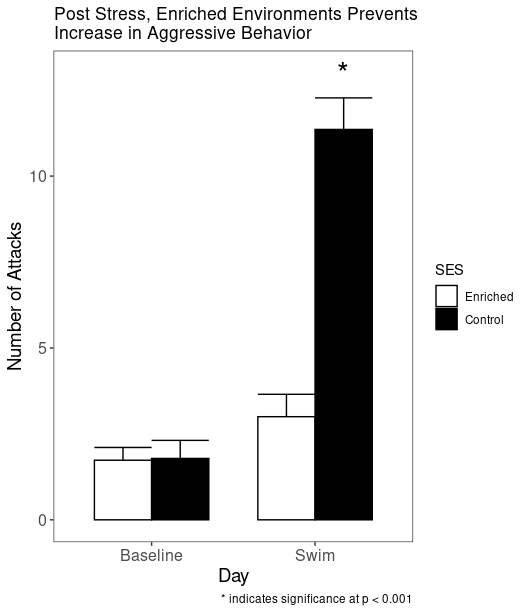 Post Stress, Enriched Environments Prevents
Increase in Aggressive Behavior
*
10
5
0
Number of Attacks
SES
Enriched
Control
Baseline
Swim
Day
* indicates significance at p < 0.001